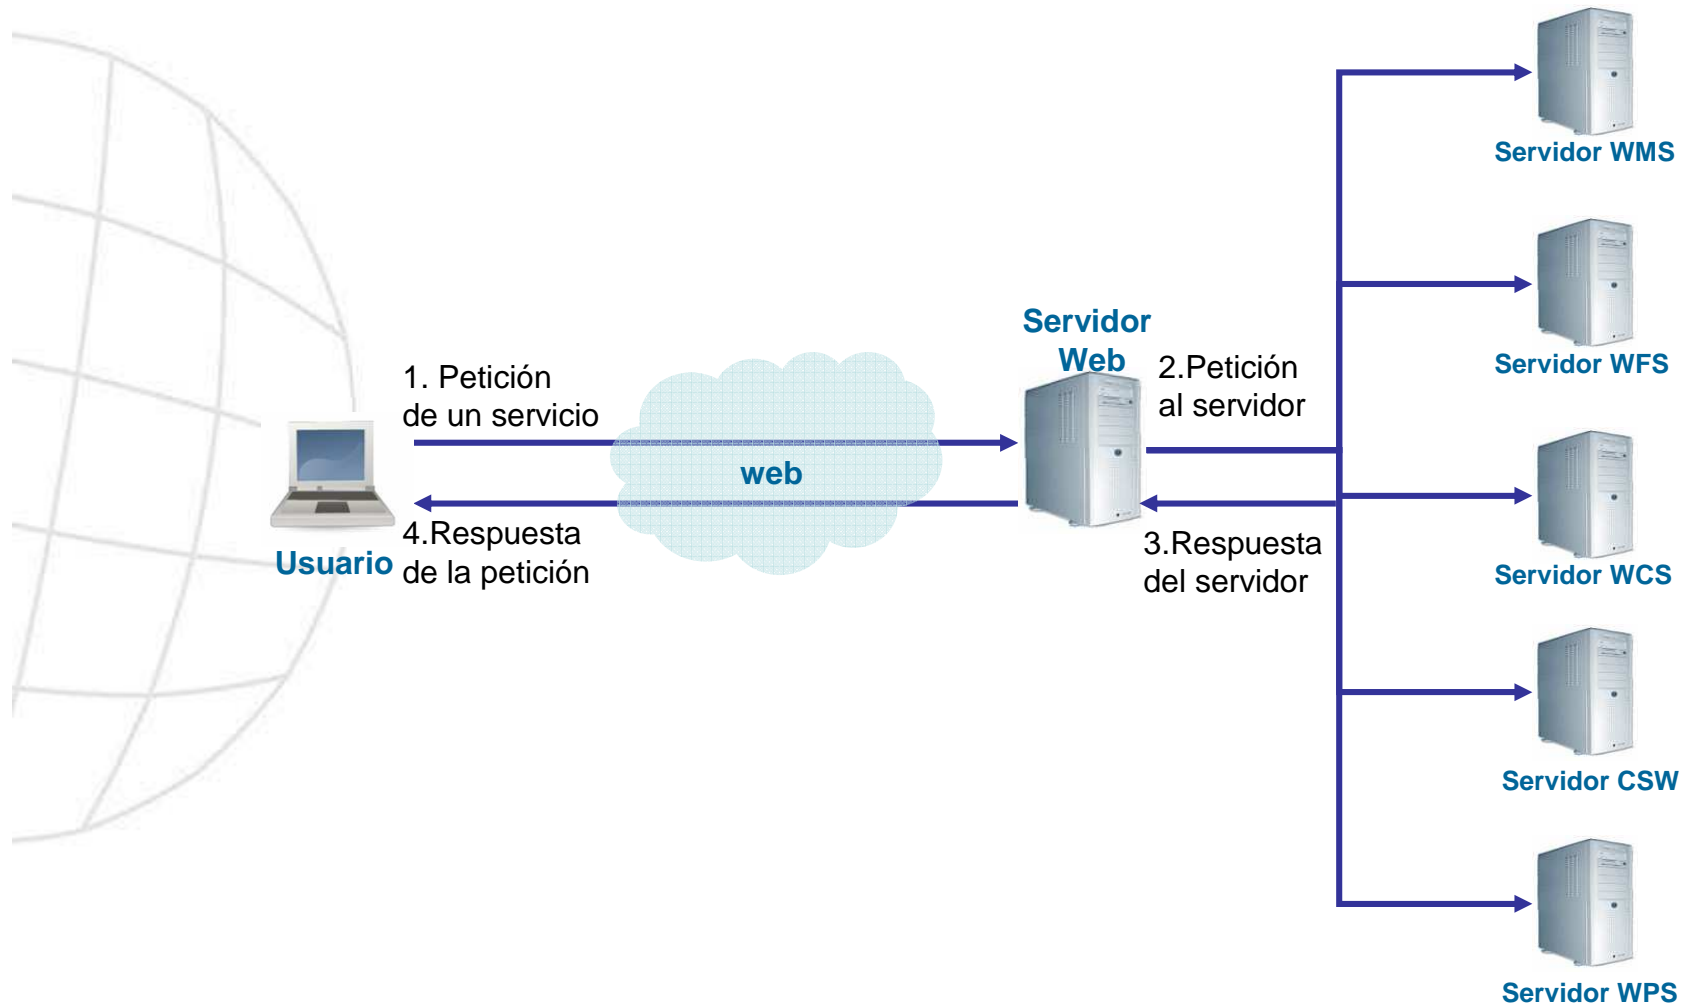 Servidor WMS
Servidor WFS
Servidor
Web
1. Petición
de un servicio
2.Petición
al servidor
web
Usuario
4.Respuesta
de la petición
3.Respuesta
del servidor
Servidor WCS
Servidor CSW
Servidor WPS